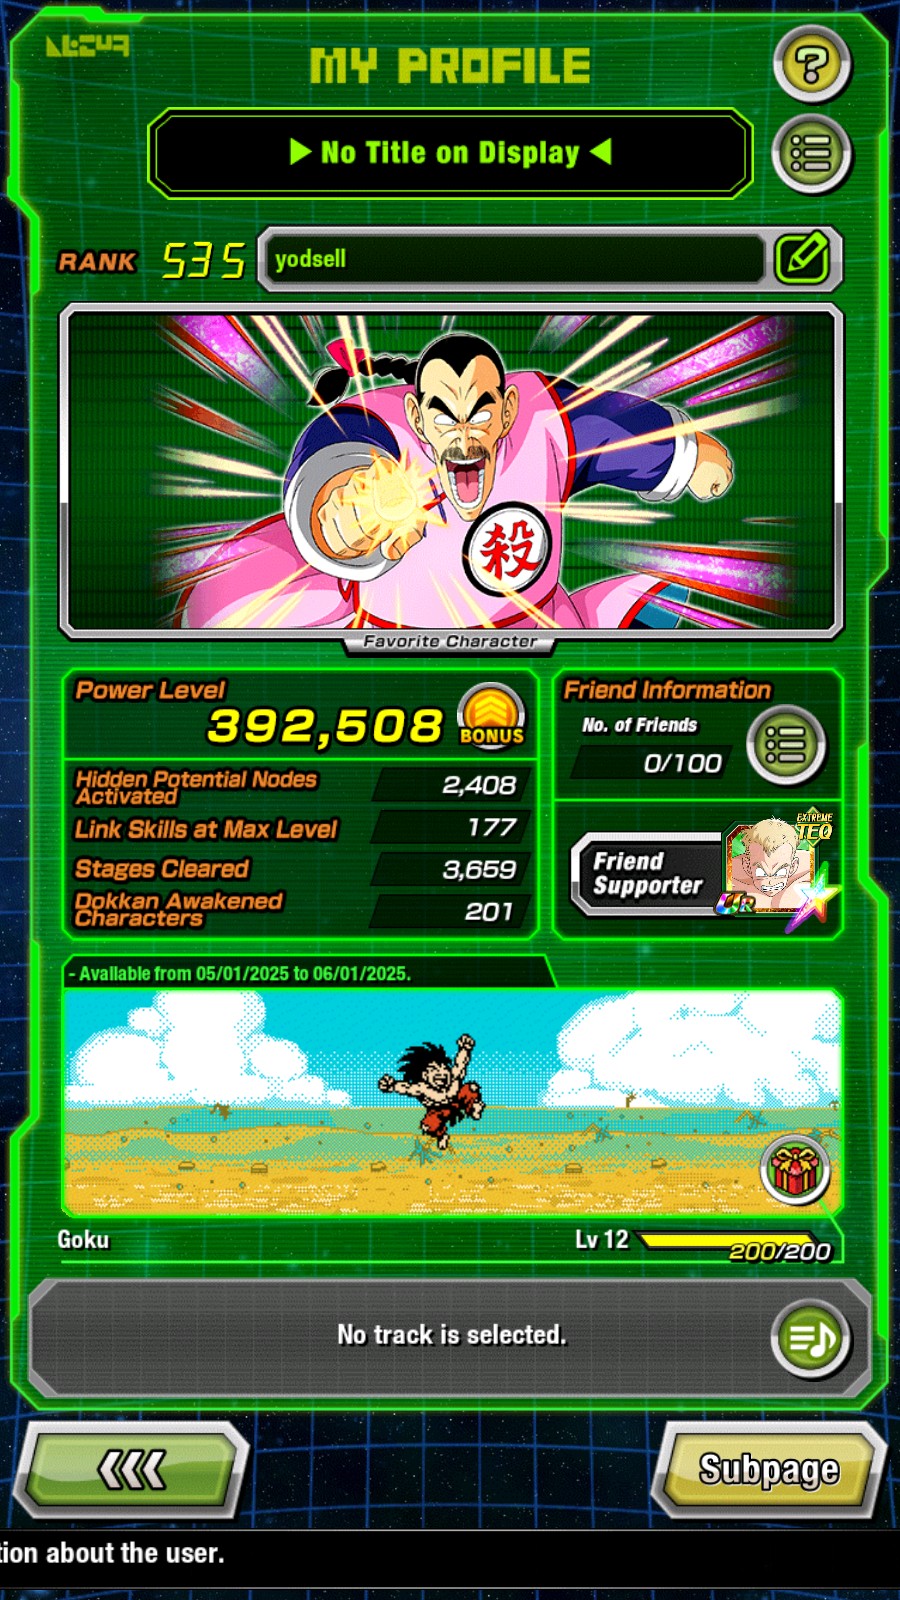 MY PROFILE
?
▶ No Title on Display ◀
RANK 535 yodsell
殺
Favorite Character
Power Level
392,508
BONUS
Hidden Potential Nodes
Activated
2,408
Link Skills at Max Level 177
Stages Cleared 3,659
Dokkan Awakened
Characters
201
Friend Information
No. of Friends
0/100
Friend
Supporter
EXTREME
TEQ
UR
- Available from 05/01/2025 to 06/01/2025.
Goku Lv 12 200/200
No track is selected.
Subpage
tion about the user.